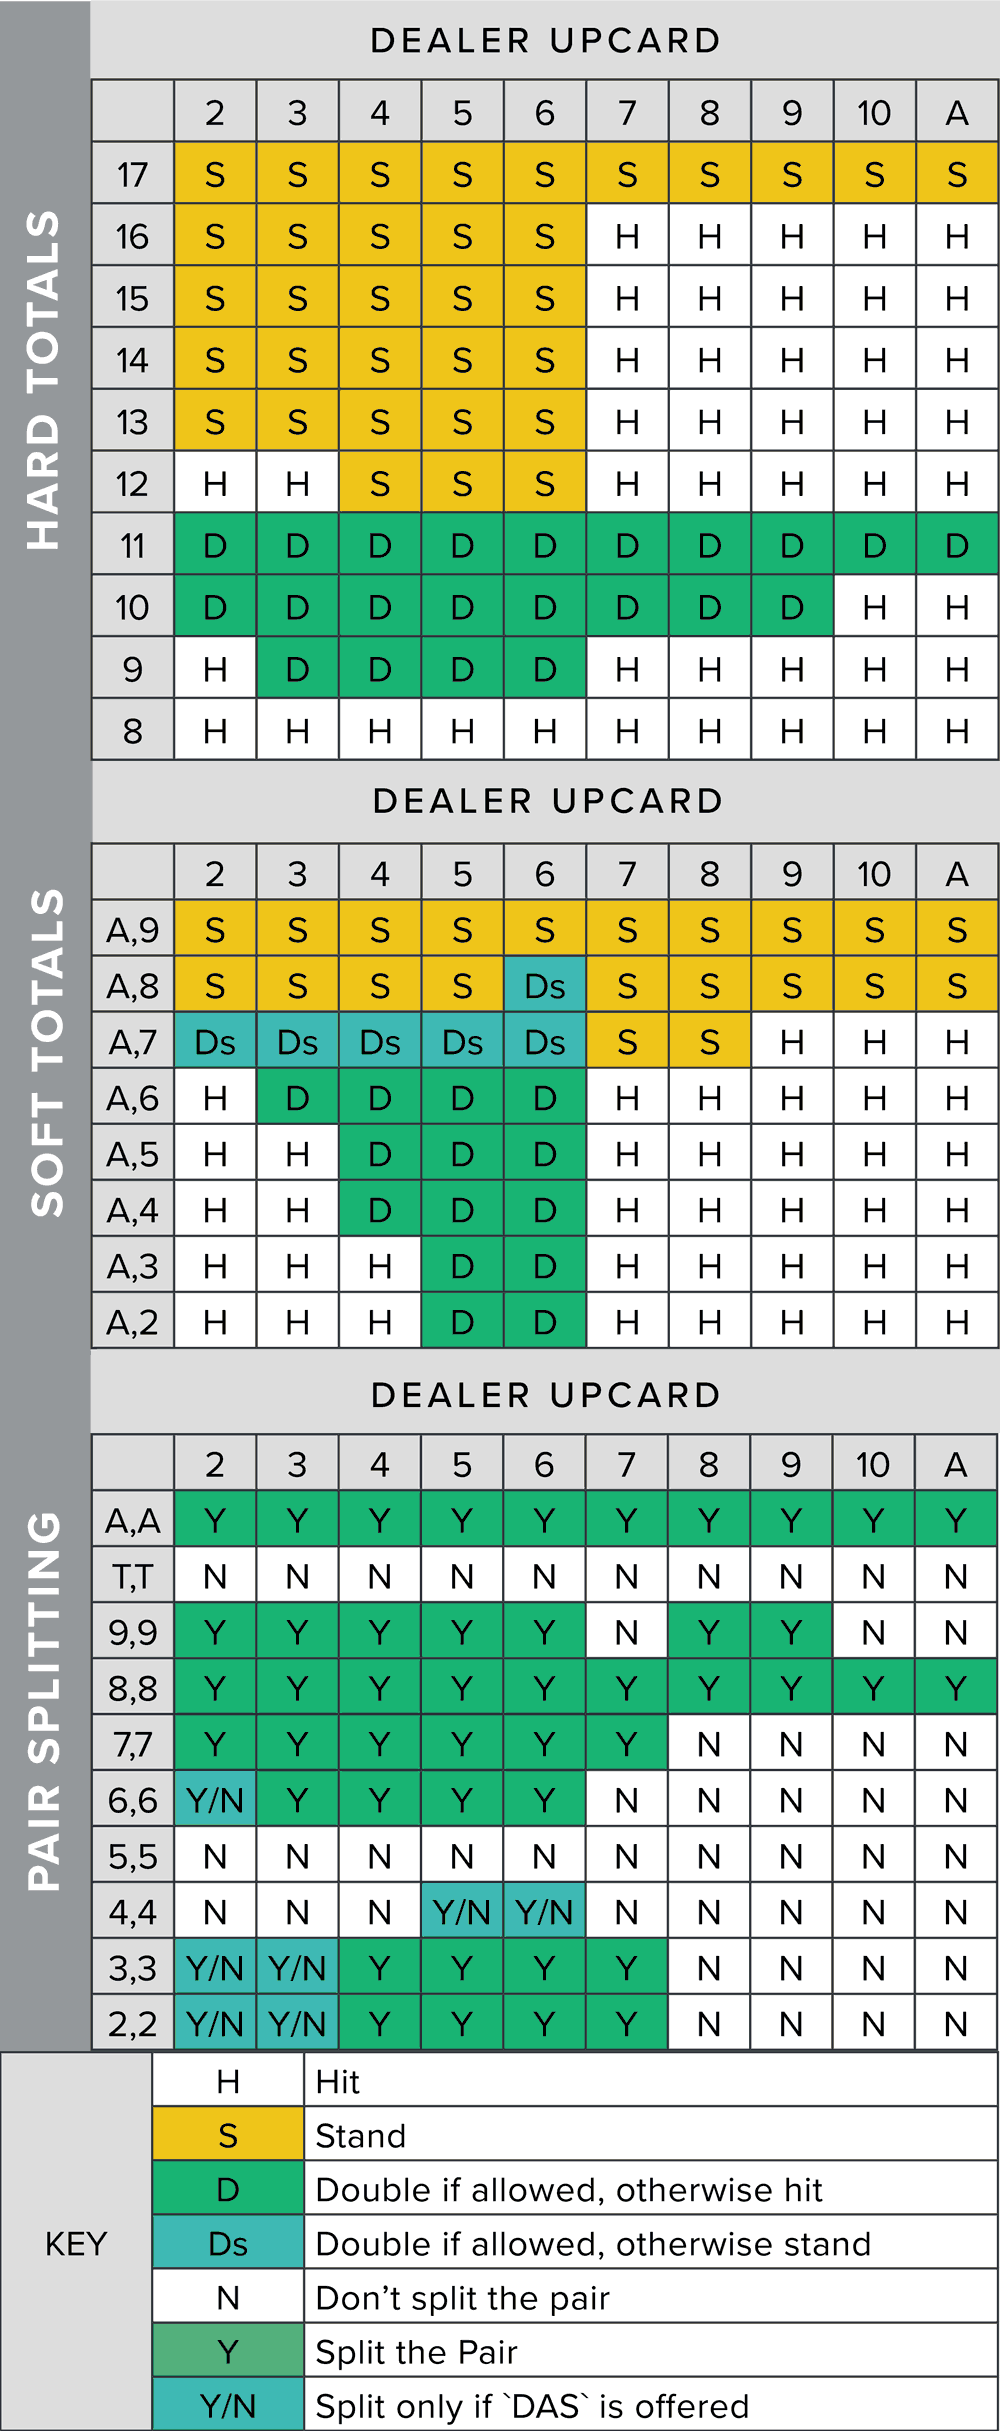 HARD TOTALS
DEALER UPCARD
2 3 4 5 6 7 8 9 10 A
17 S S S S S S S S S S
16 S S S S S H H H H H
15 S S S S S H H H H H
14 S S S S S H H H H H
13 S S S S S H H H H H
12 H H S S S H H H H H
11 D D D D D D D D D D
10 D D D D D D D D H H
9 H D D D D H H H H H
8 H H H H H H H H H H
SOFT TOTALS
DEALER UPCARD
2 3 4 5 6 7 8 9 10 A
A,9 S S S S S S S S S S
A,8 S S S S Ds S S S S S
A,7 Ds Ds Ds Ds Ds S S H H H
A,6 H D D D D H H H H H
A,5 H H D D D H H H H H
A,4 H H D D D H H H H H
A,3 H H H D D H H H H H
A,2 H H H D D H H H H H
PAIR SPLITTING
DEALER UPCARD
2 3 4 5 6 7 8 9 10 A
A,A Y Y Y Y Y Y Y Y Y Y
T,T N N N N N N N N N N
9,9 Y Y Y Y Y N Y Y N N
8,8 Y Y Y Y Y Y Y Y Y Y
7,7 Y Y Y Y Y Y N N N N
6,6 Y/N Y Y Y Y N N N N N
5,5 N N N N N N N N N N
4,4 N N N Y/N Y/N N N N N N
3,3 Y/N Y/N Y Y Y Y N N N N
2,2 Y/N Y/N Y Y Y Y N N N N
KEY
H Hit
S Stand
D Double if allowed, otherwise hit
Ds Double if allowed, otherwise stand
N Don’t split the pair
Y Split the Pair
Y/N Split only if `DAS` is offered